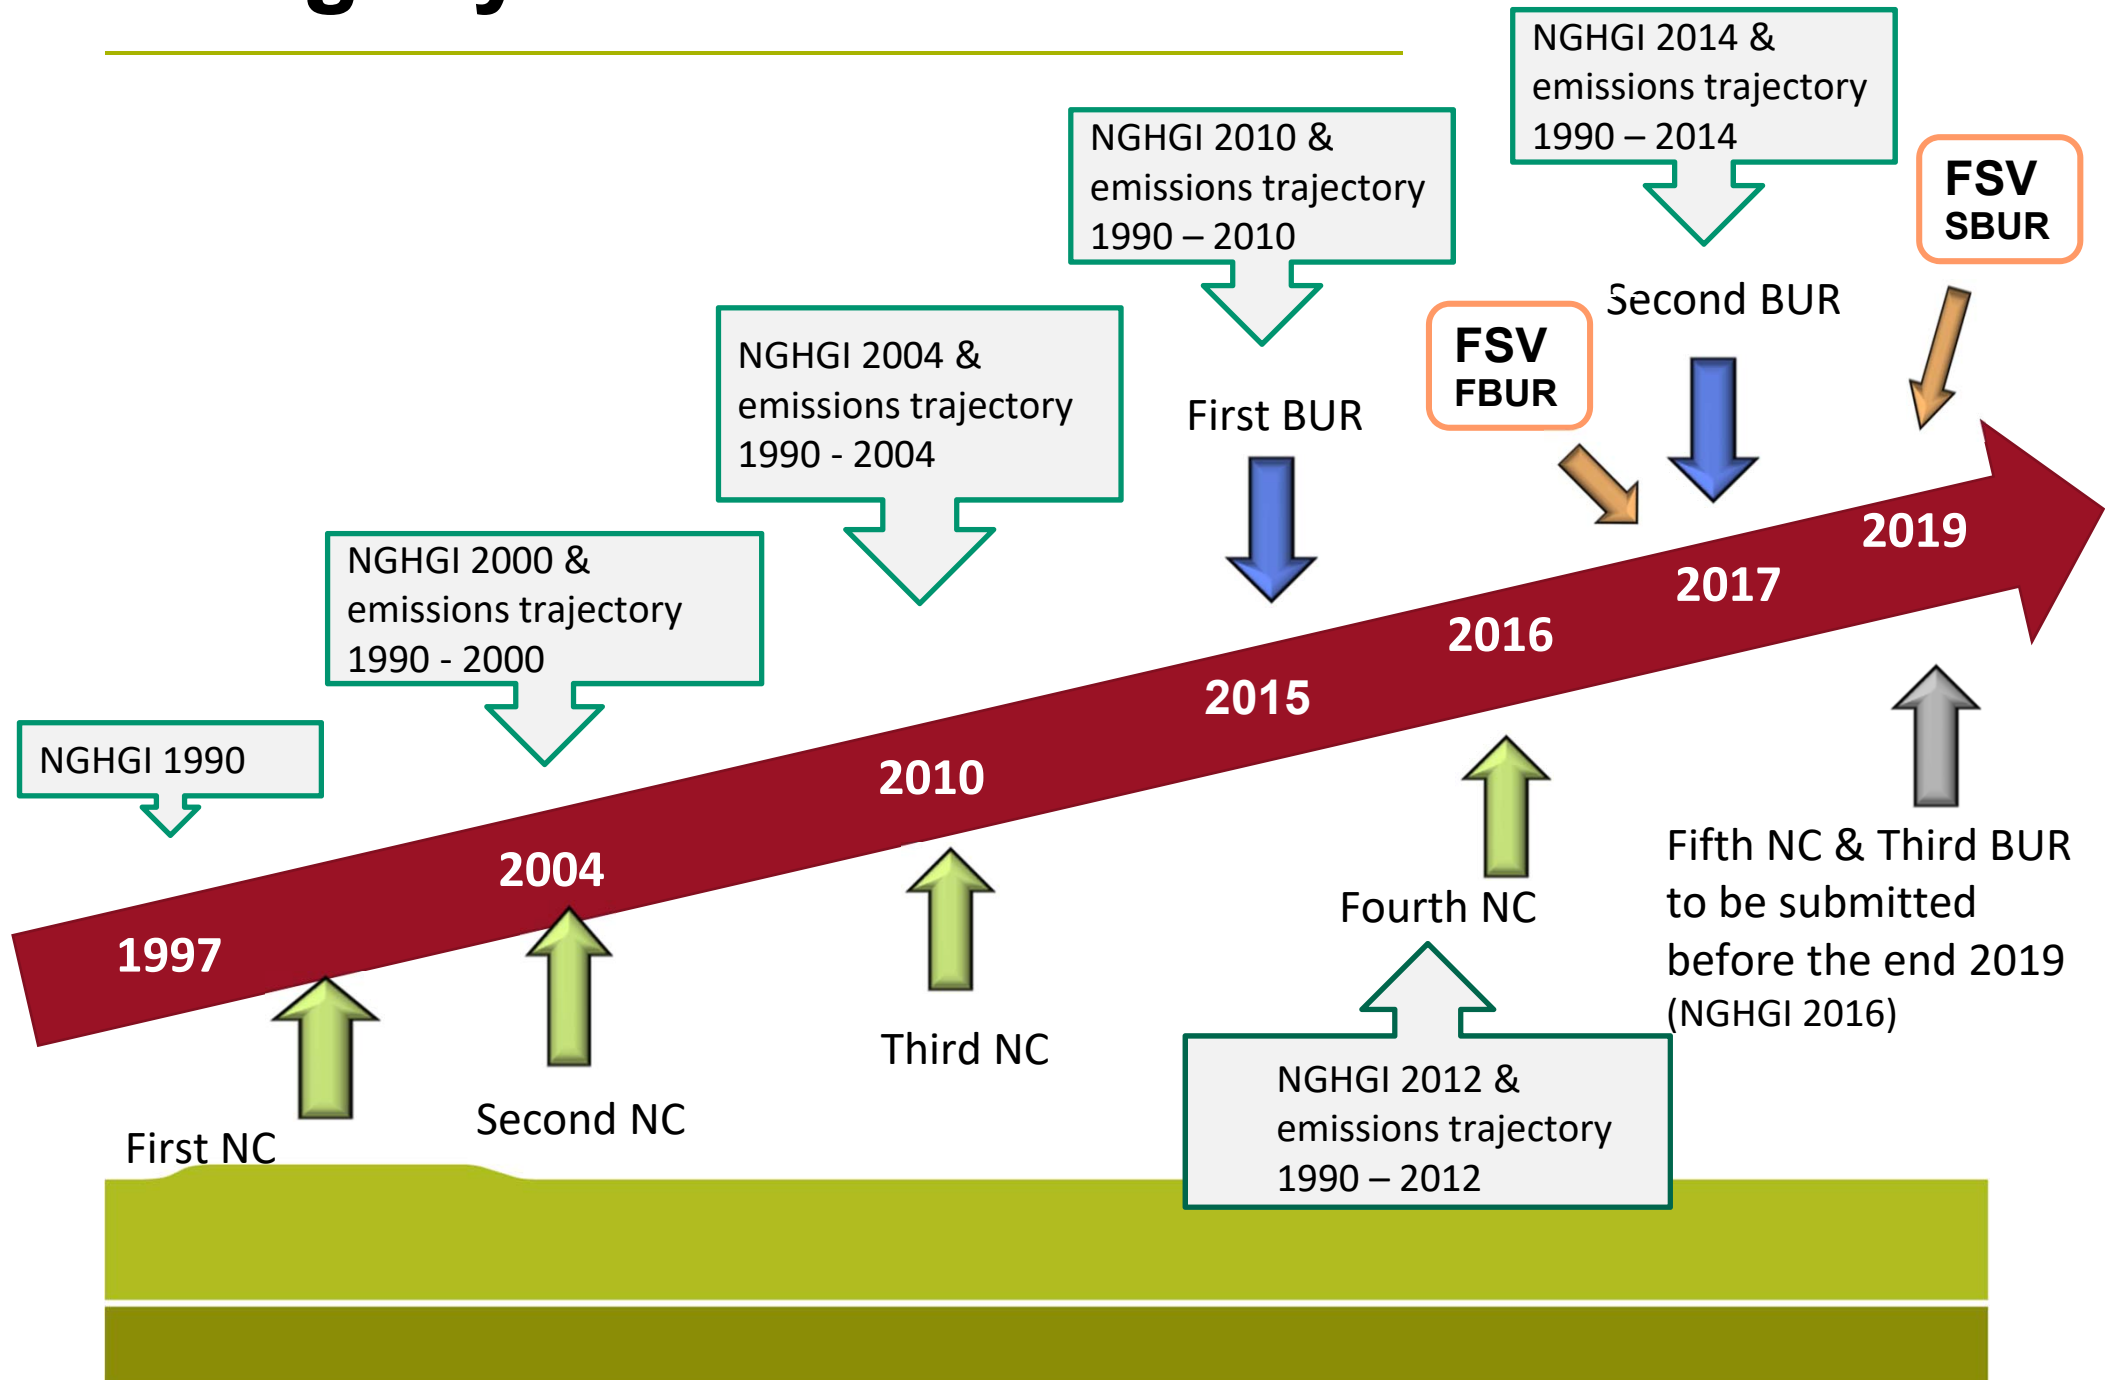 NGHGI 2014 &
emissions trajectory
1990 – 2014
NGHGI 2010 &
emissions trajectory
1990 – 2010
FSV
SBUR
Second BUR
FSV
FBUR
NGHGI 2004 &
emissions trajectory
1990 - 2004
First BUR
NGHGI 2000 &
emissions trajectory
1990 - 2000
NGHGI 1990
1997
2004
2010
2015
2016
2017
2019
First NC
Second NC
Third NC
Fourth NC
Fifth NC & Third BUR
to be submitted
before the end 2019
(NGHGI 2016)
NGHGI 2012 &
emissions trajectory
1990 – 2012